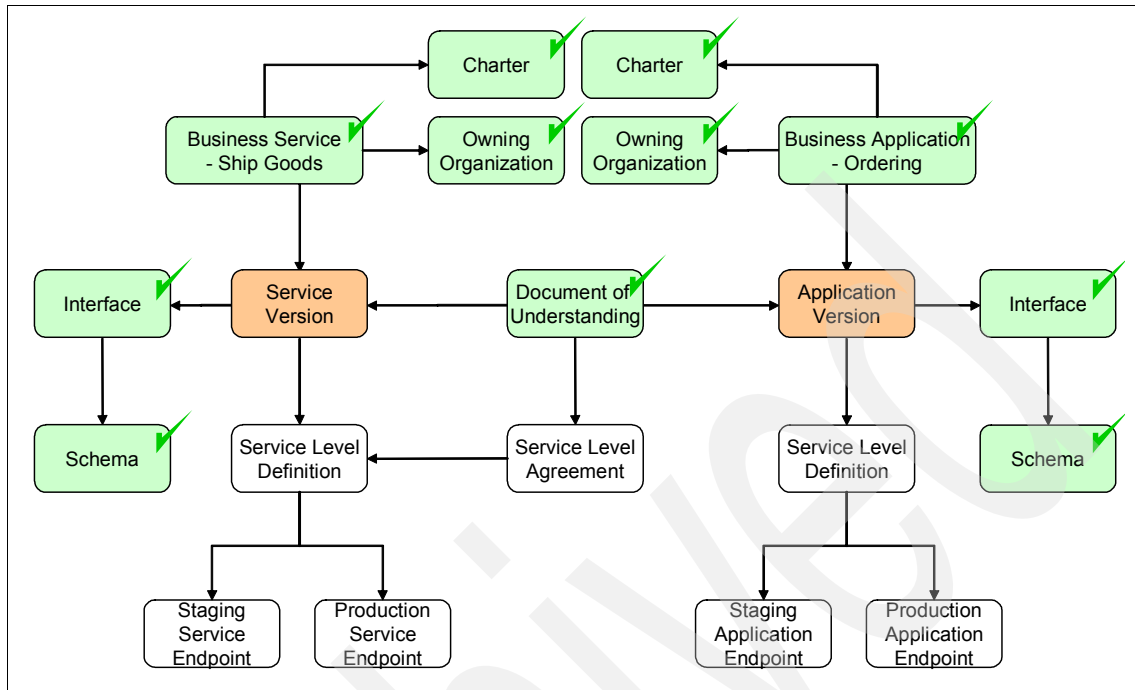 Charter
Charter
Business Service
- Ship Goods
Owning
Organization
Owning
Organization
Business Application
- Ordering
Interface
Service
Version
Document of
Understanding
Application
Version
Interface
Schema
Service Level
Definition
Service Level
Agreement
Service Level
Definition
Schema
Staging
Service
Endpoint
Production
Service
Endpoint
Staging
Application
Endpoint
Production
Application
Endpoint